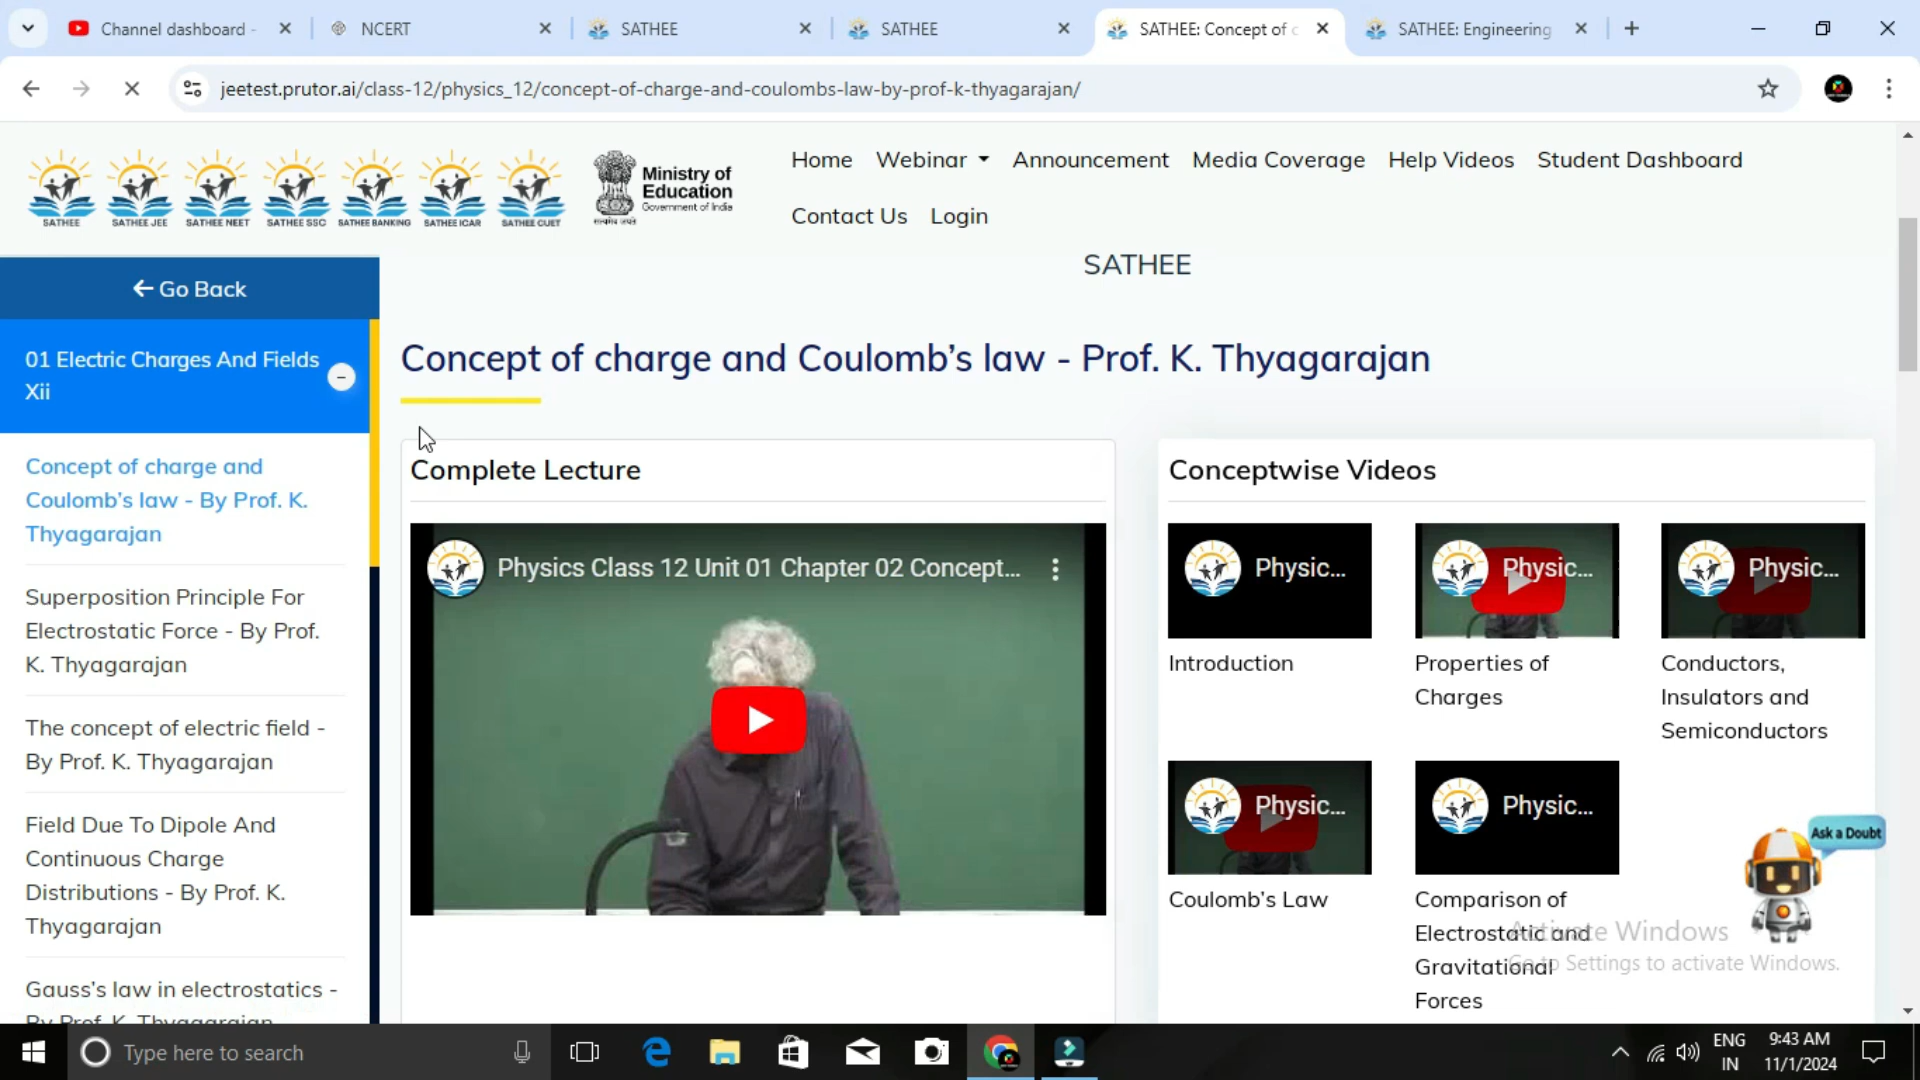 Channel dashboard -
NCERT
SATHEE
SATHEE
SATHEE: Concept of c
SATHEE: Engineering
jeetest.prutor.ai/class-12/physics_12/concept-of-charge-and-coulombs-law-by-prof-k-thyagarajan/
SATHEE
SATHEE JEE
SATHEE NEET
SATHEE SSC
SATHEE BANKING
SATHEE ICAR
SATHEE CUET
सत्यमेव जयते
Ministry of
Education
Government of India
Home
Webinar
Announcement
Media Coverage
Help Videos
Student Dashboard
Contact Us
Login
SATHEE
Go Back
01 Electric Charges And Fields
Xii
Concept of charge and
Coulomb’s law - By Prof. K.
Thyagarajan
Superposition Principle For
Electrostatic Force - By Prof.
K. Thyagarajan
The concept of electric field -
By Prof. K. Thyagarajan
Field Due To Dipole And
Continuous Charge
Distributions - By Prof. K.
Thyagarajan
Gauss’s law in electrostatics -
By Prof. K. Thyagarajan
Concept of charge and Coulomb’s law - Prof. K. Thyagarajan
Complete Lecture
Physics Class 12 Unit 01 Chapter 02 Concept...
Conceptwise Videos
Physic...
Physic...
Physic...
Introduction
Properties of
Charges
Conductors,
Insulators and
Semiconductors
Physic...
Physic...
Coulomb’s Law
Comparison of
Electrostatic and
Gravitational
Forces
Ask a Doubt
Activate Windows
Go to Settings to activate Windows.
Type here to search
ENG
IN
9:43 AM
11/1/2024